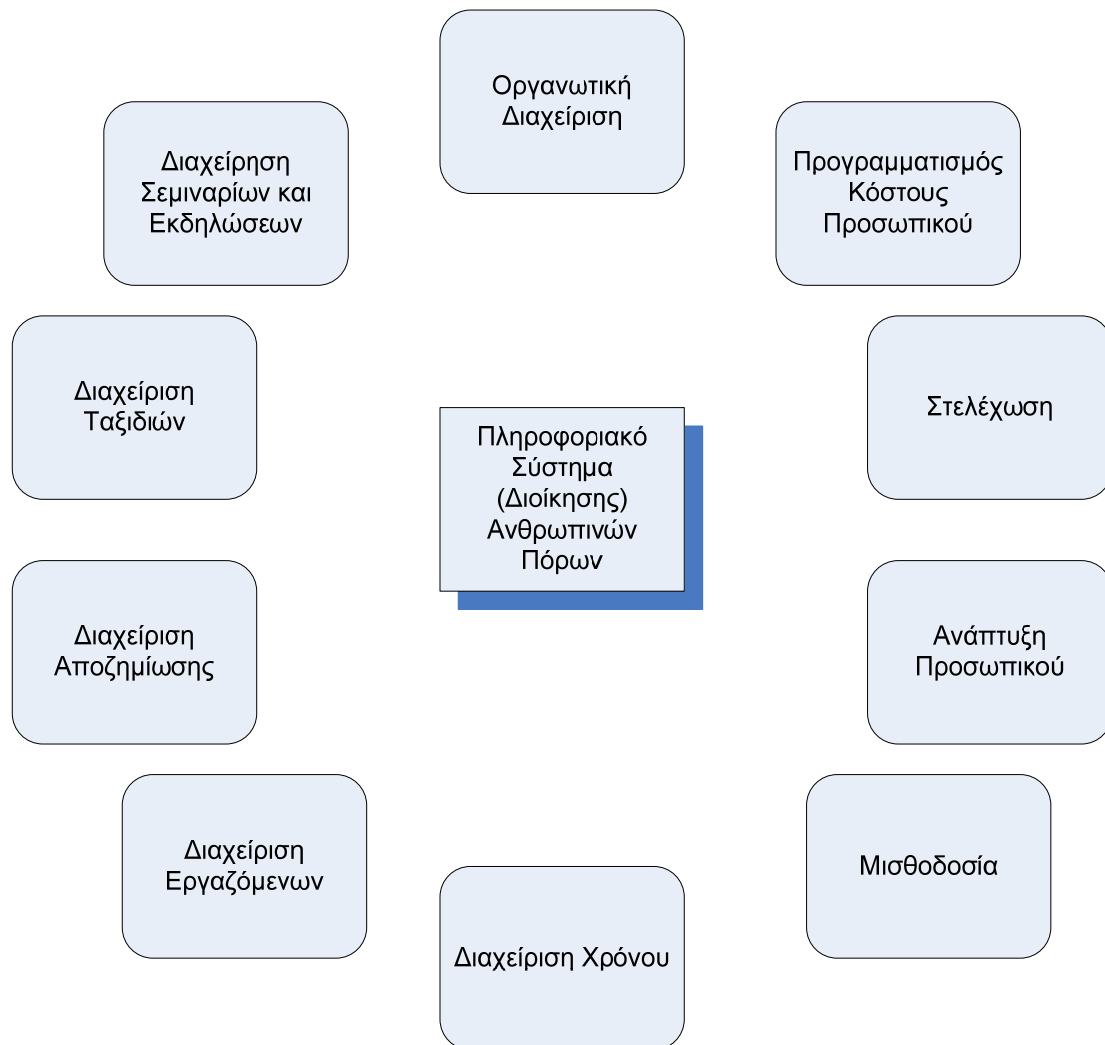 Οργανωτική
Διαχείριση
Διαχείρηση
Σεμιναρίων και
Εκδηλώσεων
Προγραμματισμός
Κόστους
Προσωπικού
Διαχείριση
Ταξιδιών
Στελέχωση
Πληροφοριακό
Σύστημα
(Διοίκησης)
Ανθρωπινών
Πόρων
Διαχείριση
Αποζημίωσης
Ανάπτυξη
Προσωπικού
Διαχείριση
Εργαζόμενων
Μισθοδοσία
Διαχείριση Χρόνου